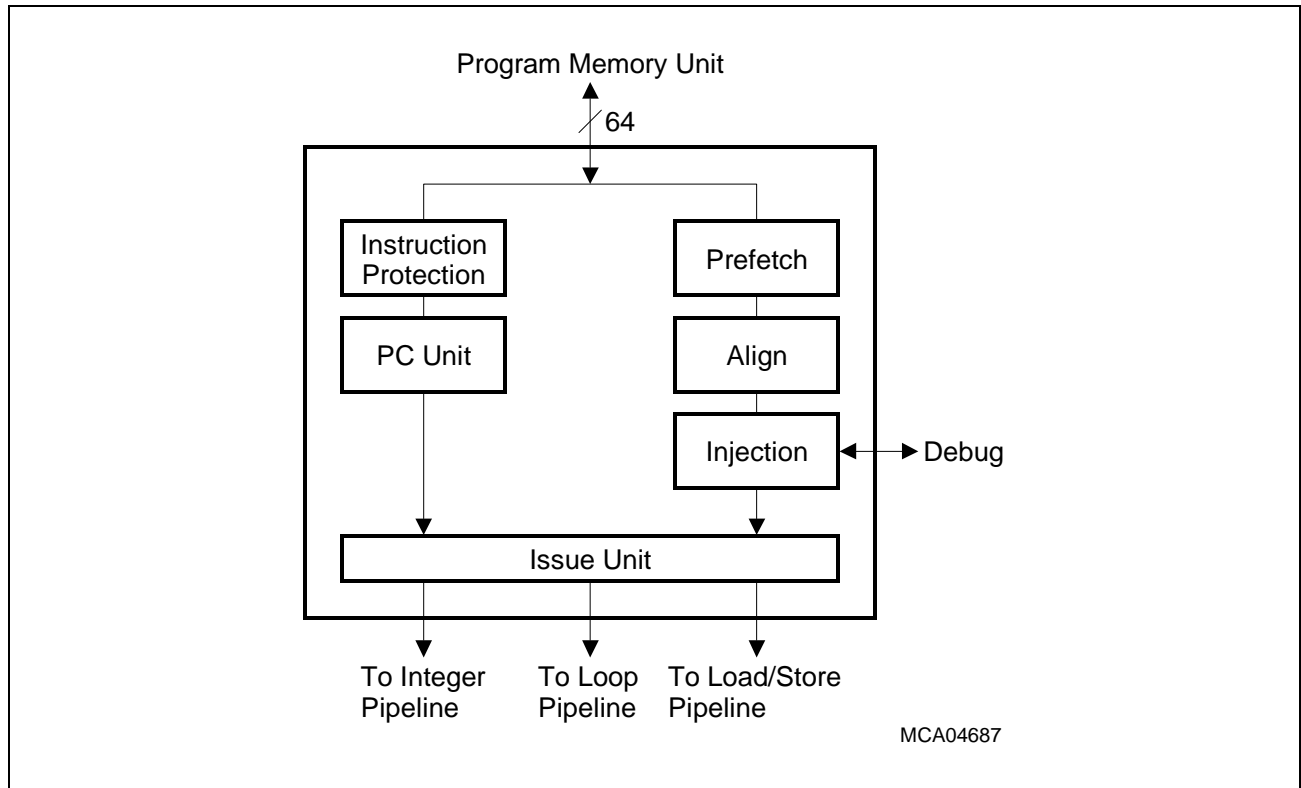 Program Memory Unit
64
Instruction
Protection
Prefetch
PC Unit
Align
Injection
Debug
Issue Unit
To Integer
Pipeline
To Loop
Pipeline
To Load/Store
Pipeline
MCA04687